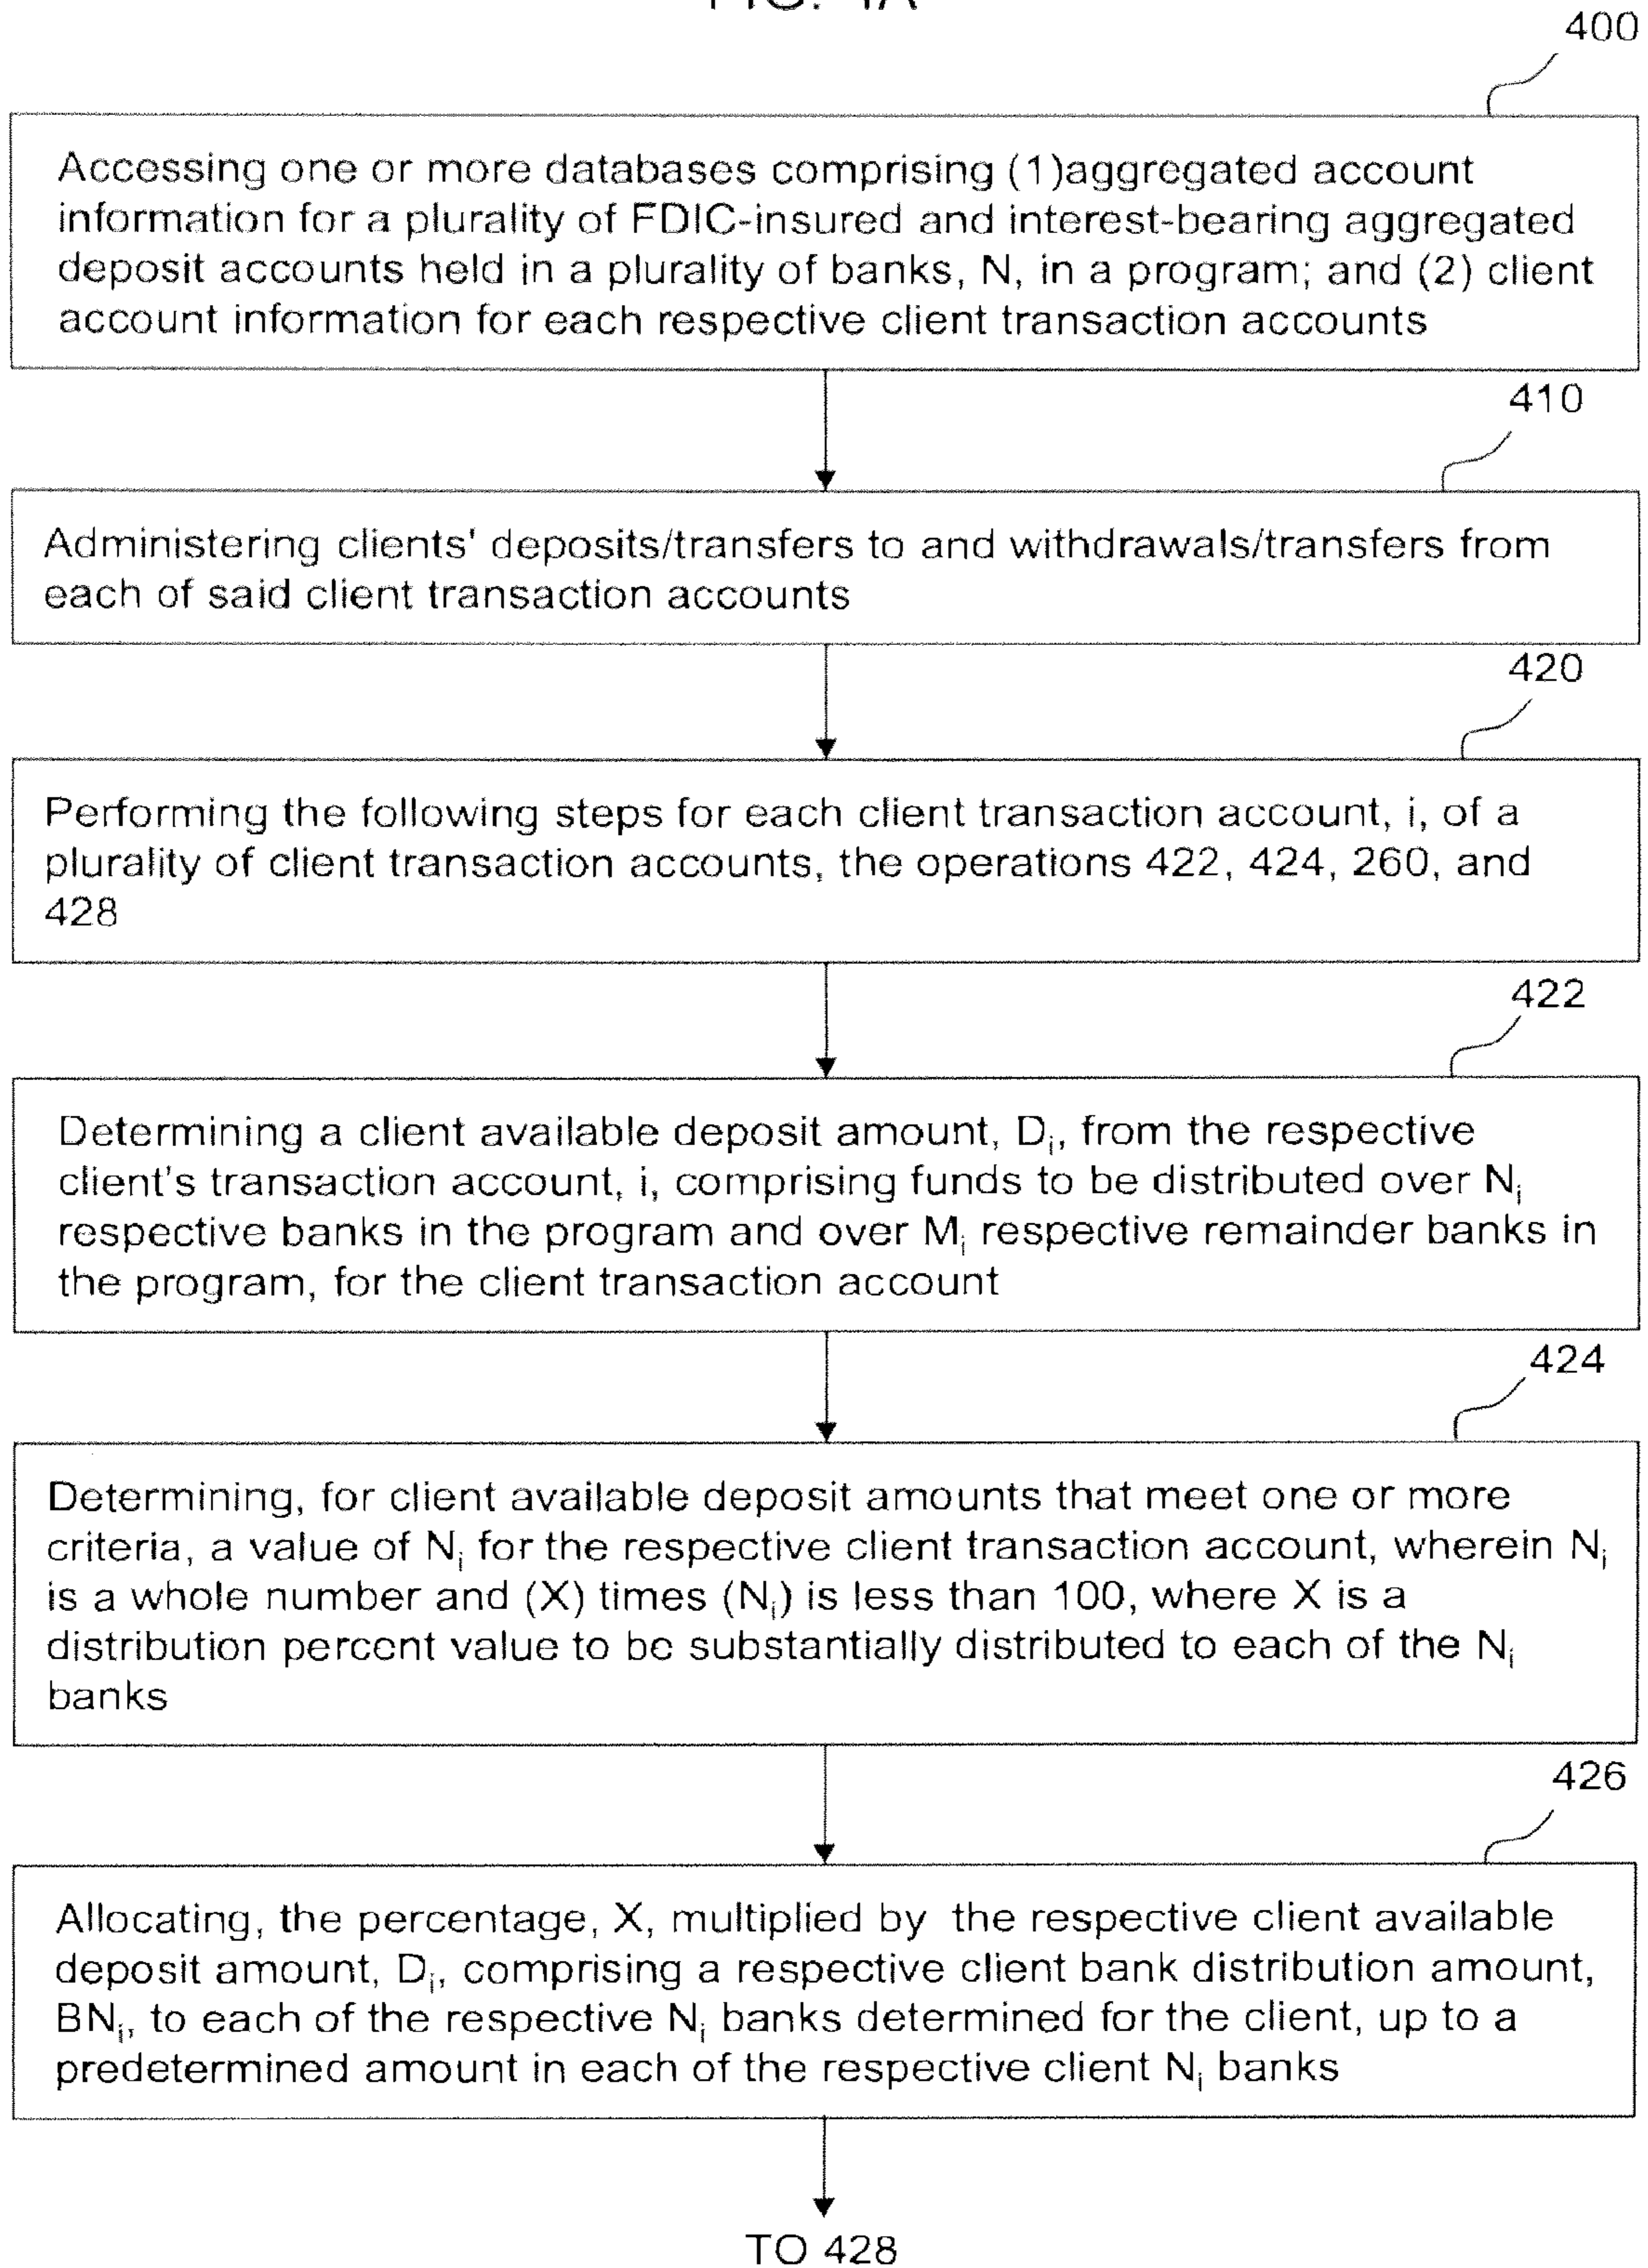 400
Accessing one or more databases comprising (1)aggregated account
information for a plurality of FDIC-insured and interest-bearing aggregated
deposit accounts held in a plurality of banks, N, in a program; and (2) client
account information for each respective client transaction accounts
410
Administering clients' deposits/transfers to and withdrawals/transfers from
each of said client transaction accounts
420
Performing the following steps for each client transaction account, i, of a
plurality of client transaction accounts, the operations 422, 424, 260, and
428
422
Determining a client available deposit amount, Di, from the respective
client's transaction account, i, comprising funds to be distributed over Ni
respective banks in the program and over Mi respective remainder banks in
the program, for the client transaction account
424
Determining, for client available deposit amounts that meet one or more
criteria, a value of Ni for the respective client transaction account, wherein Ni
is a whole number and (X) times (Ni) is less than 100, where X is a
distribution percent value to be substantially distributed to each of the Ni
banks
426
Allocating, the percentage, X, multiplied by the respective client available
deposit amount, Di, comprising a respective client bank distribution amount,
BNi, to each of the respective Ni banks determined for the client, up to a
predetermined amount in each of the respective client Ni banks
TO 428